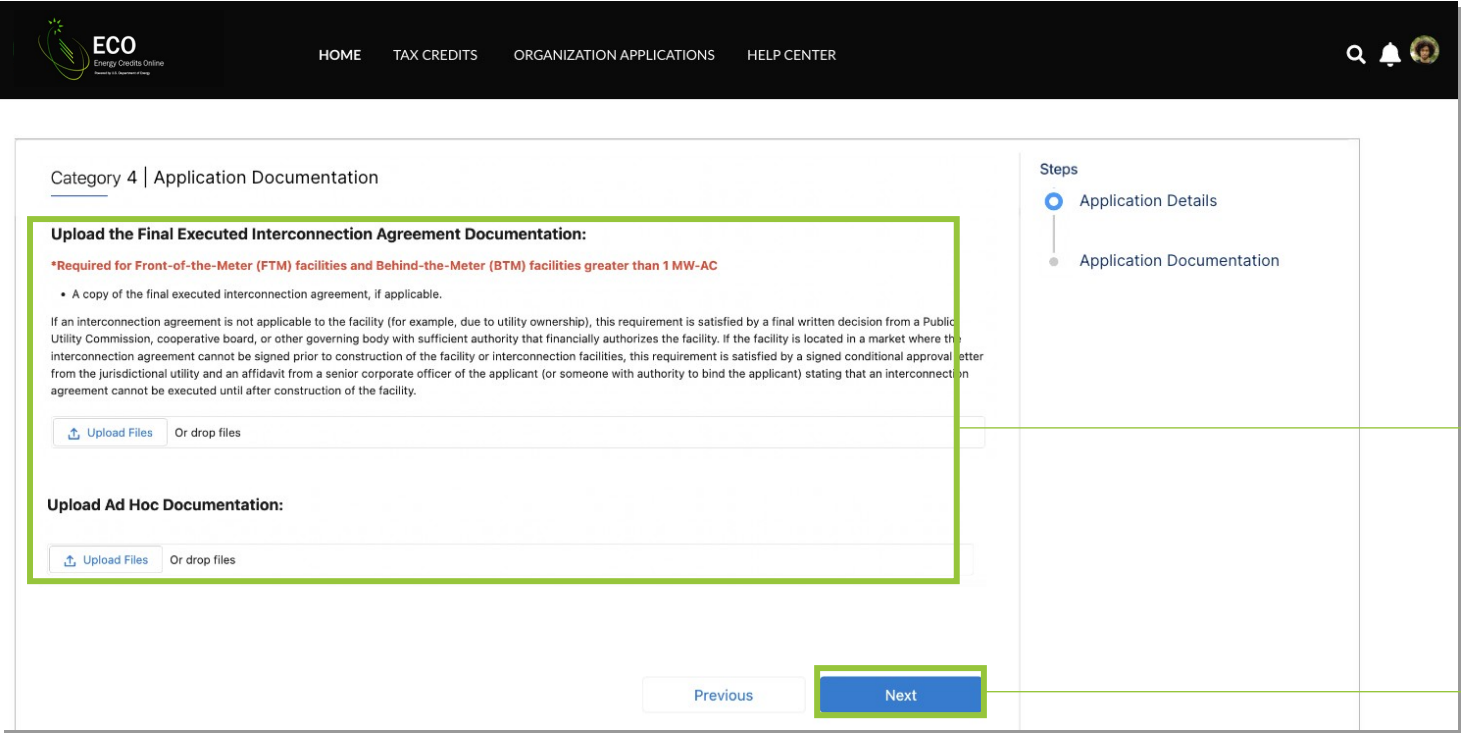 ECO
Energy Credits Online
Powered by U.S. Department of Energy
HOME TAX CREDITS ORGANIZATION APPLICATIONS HELP CENTER
Category 4 | Application Documentation
Upload the Final Executed Interconnection Agreement Documentation:
*Required for Front-of-the-Meter (FTM) facilities and Behind-the-Meter (BTM) facilities greater than 1 MW-AC
• A copy of the final executed interconnection agreement, if applicable.
If an interconnection agreement is not applicable to the facility (for example, due to utility ownership), this requirement is satisfied by a final written decision from a Public
Utility Commission, cooperative board, or other governing body with sufficient authority that financially authorizes the facility. If the facility is located in a market where the
interconnection agreement cannot be signed prior to construction of the facility or interconnection facilities, this requirement is satisfied by a signed conditional approval letter
from the jurisdictional utility and an affidavit from a senior corporate officer of the applicant (or someone with authority to bind the applicant) stating that an interconnection
agreement cannot be executed until after construction of the facility.
Upload Files Or drop files
Upload Ad Hoc Documentation:
Upload Files Or drop files
Previous Next
Steps
Application Details
Application Documentation